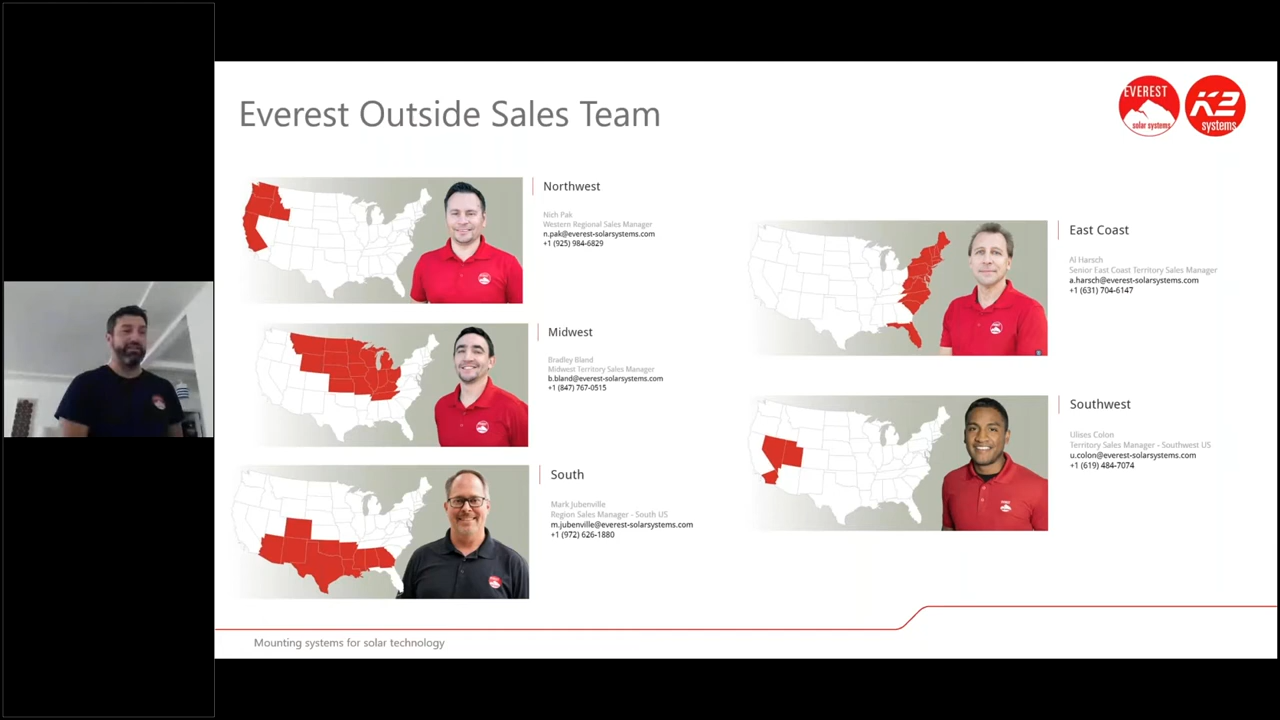 Everest Outside Sales Team
EVEREST
solar systems
K2
systems
Northwest
Nich Pak
Western Regional Sales Manager
n.pak@everest-solarsystems.com
+1 (925) 984-6829
Midwest
Bradley Bland
Midwest Territory Sales Manager
b.bland@everest-solarsystems.com
+1 (847) 767-0515
South
Mark Jubenville
Region Sales Manager - South US
m.jubenville@everest-solarsystems.com
+1 (972) 626-1880
East Coast
Al Harsch
Senior East Coast Territory Sales Manager
a.harsch@everest-solarsystems.com
+1 (631) 704-6147
Southwest
Ulises Colon
Territory Sales Manager - Southwest US
u.colon@everest-solarsystems.com
+1 (619) 484-7074
Mounting systems for solar technology